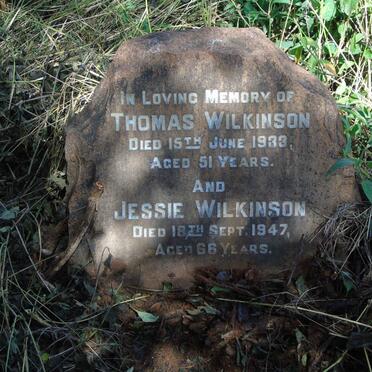 In Loving Memory of
Thomas Wilkinson
Died 15th June 1933,
Aged 51 Years.
and
Jessie Wilkinson
Died 18th Sept. 1947,
Aged 66 Years.